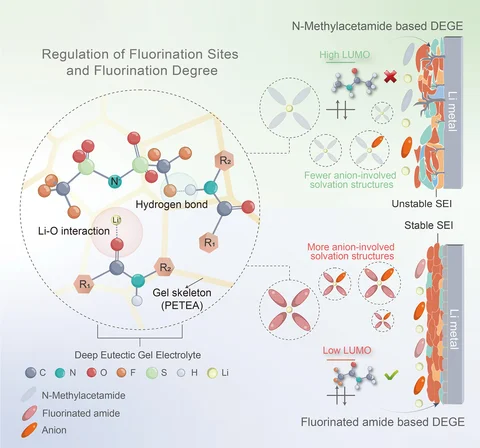 N-Methylacetamide based DEGE
Regulation of Fluorination Sites
and Fluorination Degree
High LUMO
Li metal
Fewer anion-involved
solvation structures
Unstable SEI
R₂
N
Hydrogen bond
R₁
Li-O interaction
Li
R₁
R₂
Gel skeleton
(PETEA)
Deep Eutectic Gel Electrolyte
C N O F S H Li
N-Methylacetamide
Fluorinated amide
Anion
Stable SEI
More anion-involved
solvation structures
Li metal
Low LUMO
Fluorinated amide based DEGE